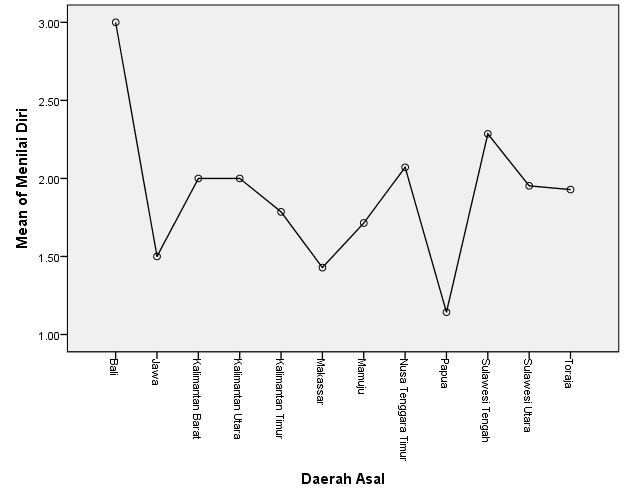 3.00
2.50
2.00
1.50
1.00
Mean of Menilai Diri
Bali
Jawa
Kalimantan Barat
Kalimantan Utara
Kalimantan Timur
Makassar
Mamuju
Nusa Tenggara Timur
Papua
Sulawesi Tengah
Sulawesi Utara
Toraja
Daerah Asal